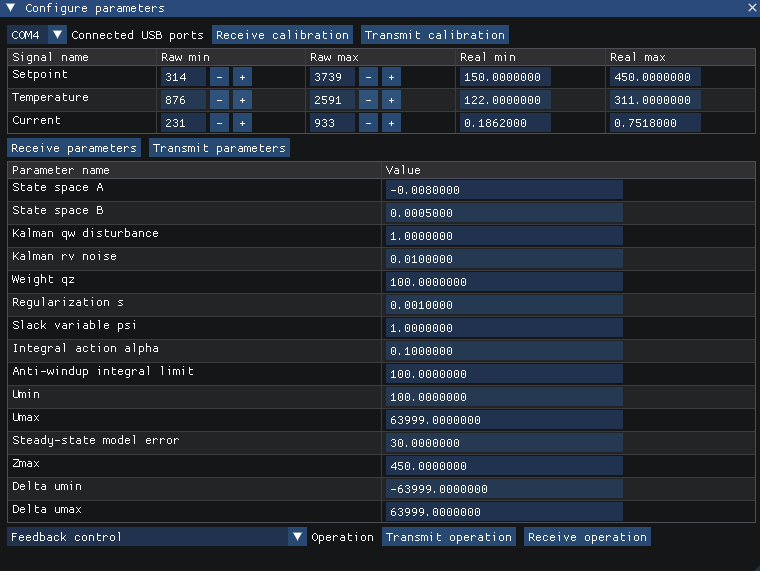 Configure parameters
COM4 Connected USB ports Receive calibration Transmit calibration
Signal name Raw min Raw max Real min Real max
Setpoint 314 - + 3739 - + 150.0000000 450.0000000
Temperature 876 - + 2591 - + 122.0000000 311.0000000
Current 231 - + 933 - + 0.1862000 0.7518000
Receive parameters Transmit parameters
Parameter name Value
State space A -0.0080000
State space B 0.0005000
Kalman qw disturbance 1.0000000
Kalman rv noise 0.0100000
Weight qz 100.0000000
Regularization s 0.0010000
Slack variable psi 1.0000000
Integral action alpha 0.1000000
Anti-windup integral limit 100.0000000
Umin 100.0000000
Umax 63999.0000000
Steady-state model error 30.0000000
Zmax 450.0000000
Delta umin -63999.0000000
Delta umax 63999.0000000
Feedback control Operation Transmit operation Receive operation